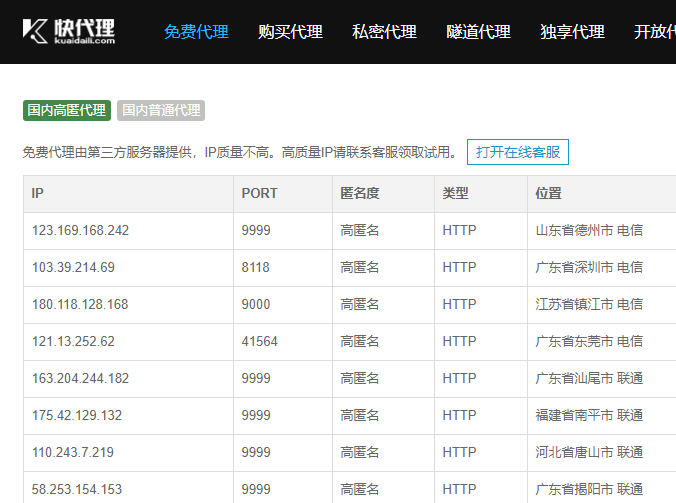 快代理 免费代理 购买代理 私密代理 隧道代理 独享代理 开放代
kuaidaili.com
国内高匿代理 国内普通代理
免费代理由第三方服务器提供，IP质量不高。高质量IP请联系客服领取试用。 打开在线客服
IP PORT 匿名度 类型 位置
123.169.168.242 9999 高匿名 HTTP 山东省德州市 电信
103.39.214.69 8118 高匿名 HTTP 广东省深圳市 电信
180.118.128.168 9000 高匿名 HTTP 江苏省镇江市 电信
121.13.252.62 41564 高匿名 HTTP 广东省东莞市 电信
163.204.244.182 9999 高匿名 HTTP 广东省汕尾市 联通
175.42.129.132 9999 高匿名 HTTP 福建省南平市 联通
110.243.7.219 9999 高匿名 HTTP 河北省唐山市 联通
58.253.154.153 9999 高匿名 HTTP 广东省揭阳市 联通